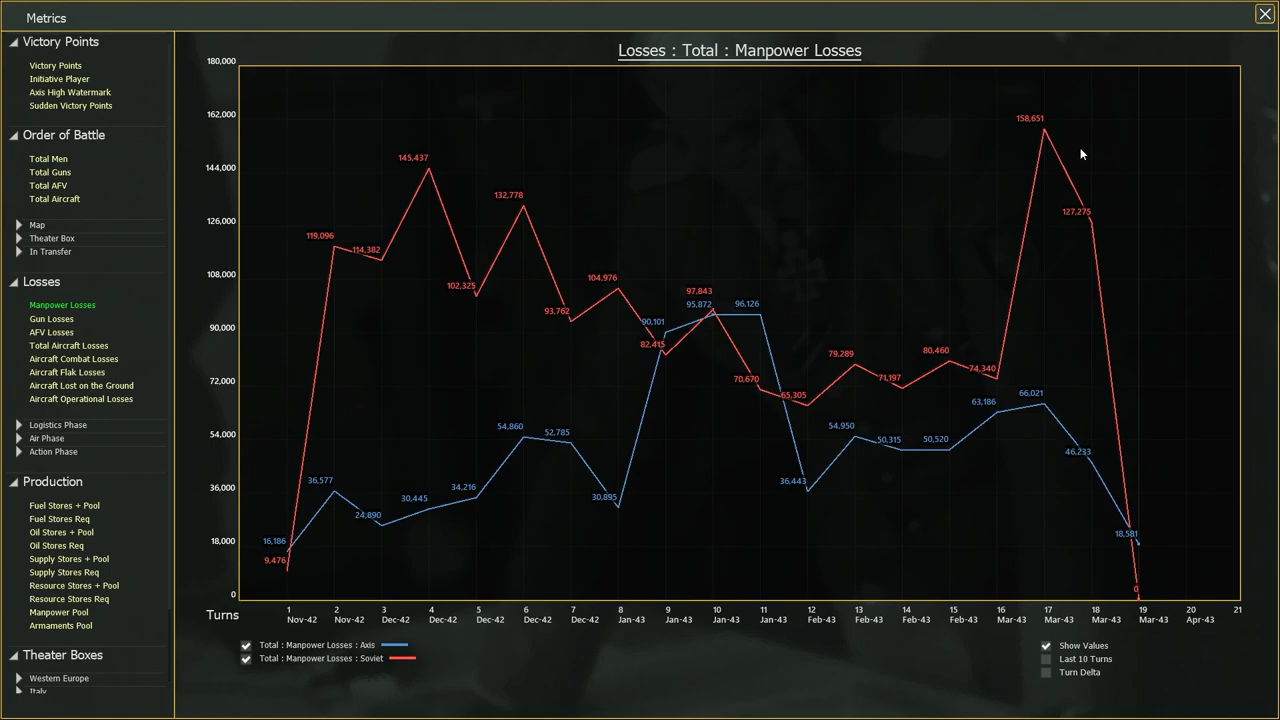 Metrics
Victory Points
Victory Points
Initiative Player
Axis High Watermark
Sudden Victory Points
Order of Battle
Total Men
Total Guns
Total AFV
Total Aircraft
Map
Theater Box
In Transfer
Losses
Manpower Losses
Gun Losses
AFV Losses
Total Aircraft Losses
Aircraft Combat Losses
Aircraft Flak Losses
Aircraft Lost on the Ground
Aircraft Operational Losses
Logistics Phase
Air Phase
Action Phase
Production
Fuel Stores + Pool
Fuel Stores Req
Oil Stores + Pool
Oil Stores Req
Supply Stores + Pool
Supply Stores Req
Resource Stores + Pool
Resource Stores Req
Manpower Pool
Armaments Pool
Theater Boxes
Western Europe
Italy
Losses : Total : Manpower Losses
180,000
162,000
144,000
126,000
108,000
90,000
72,000
54,000
36,000
18,000
0
158,651
145,437
132,778
127,275
119,096
114,382
102,325
104,976
93,762
97,843
95,872
96,126
90,101
82,415
70,670
65,305
79,289
71,197
80,460
74,340
36,577
24,890
30,445
34,216
54,860
52,785
30,895
36,443
54,950
50,315
50,520
63,186
66,021
46,233
16,186
9,476
18,581
0
Turns
1 2 3 4 5 6 7 8 9 10 11 12 13 14 15 16 17 18 19 20 21
Nov-42 Nov-42 Dec-42 Dec-42 Dec-42 Dec-42 Dec-42 Jan-43 Jan-43 Jan-43 Jan-43 Feb-43 Feb-43 Feb-43 Feb-43 Mar-43 Mar-43 Mar-43 Mar-43 Apr-43
Total : Manpower Losses : Axis
Total : Manpower Losses : Soviet
Show Values
Last 10 Turns
Turn Delta